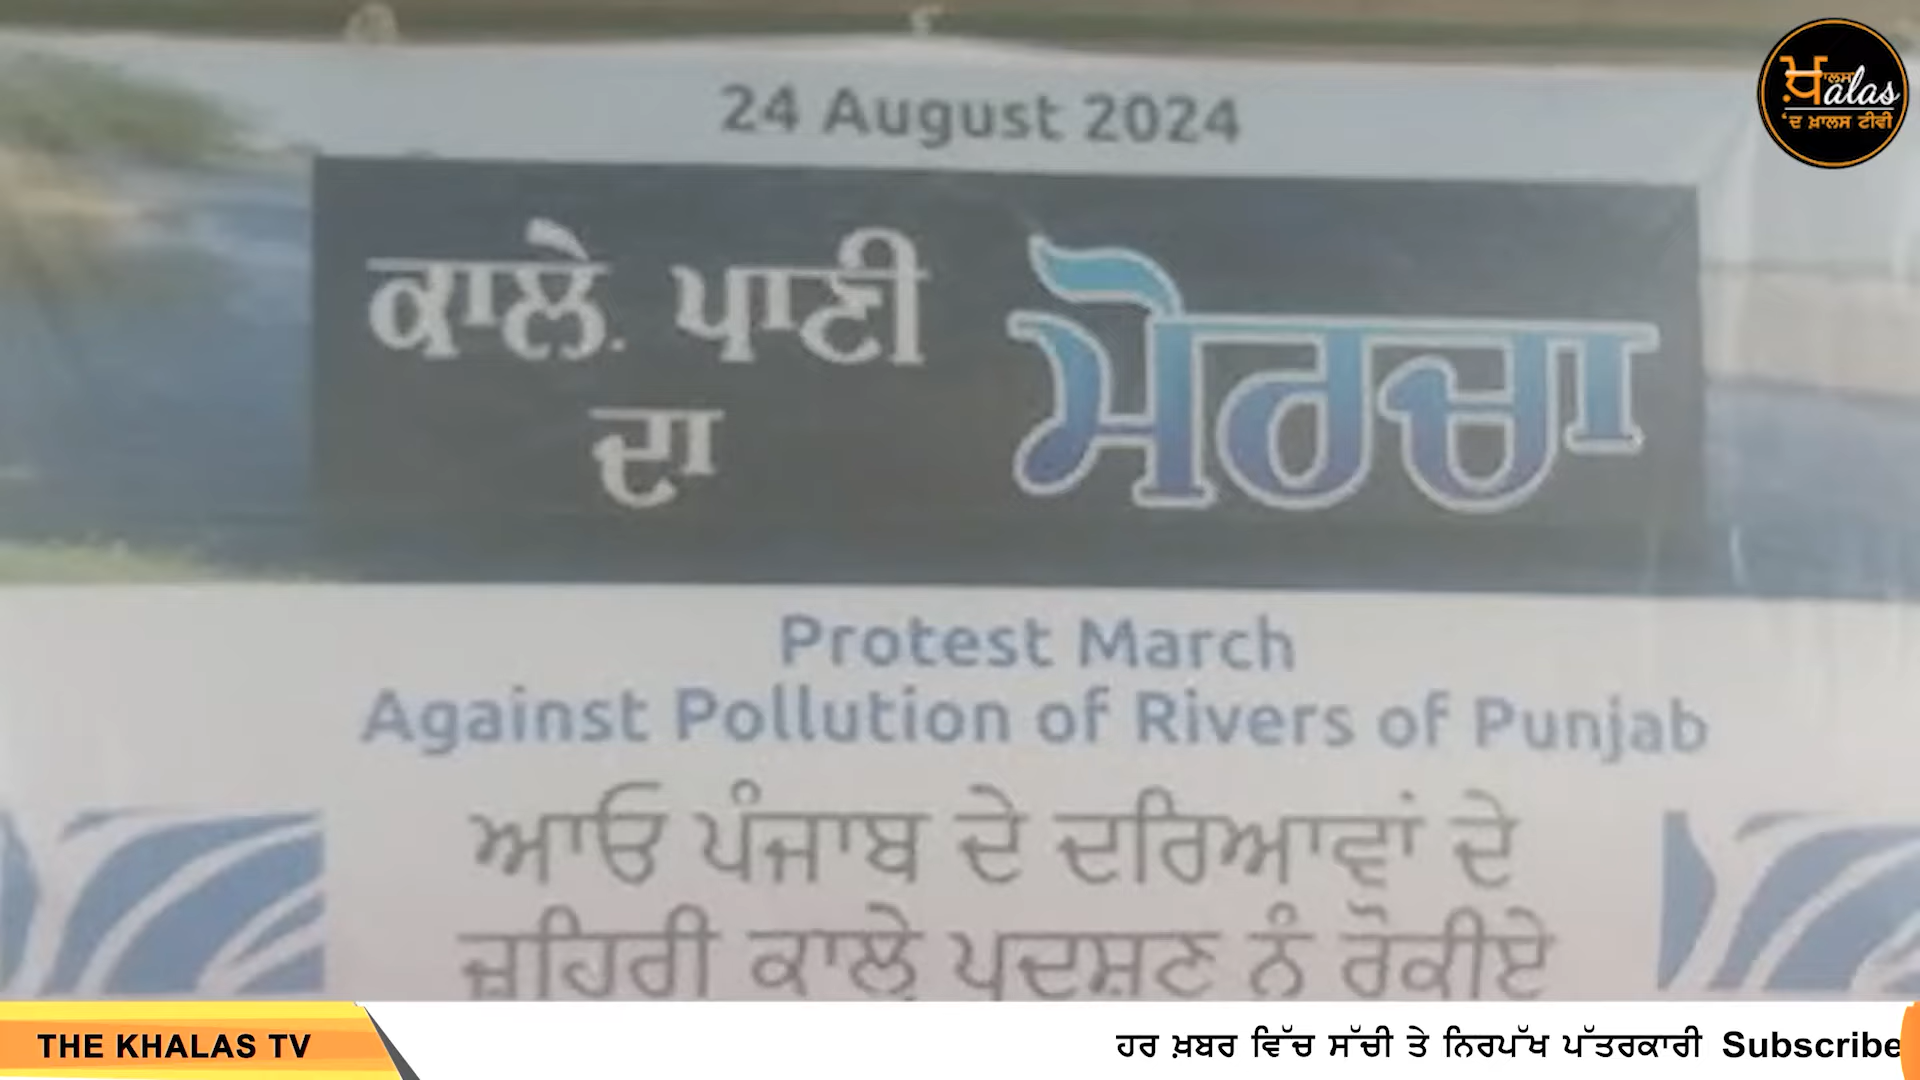 24 August 2024
ਕਾਲੇ. ਪਾਣੀ
ਦਾ
ਮੋਰਚਾ
Protest March
Against Pollution of Rivers of Punjab
ਆਓ ਪੰਜਾਬ ਦੇ ਦਰਿਆਵਾਂ ਦੇ
ਜ਼ਹਿਰੀ ਕਾਲੇ ਪ੍ਰਦੂਸ਼ਣ ਨੂੰ ਰੋਕੀਏ
ਖ਼ਾਲਸ
Khalas
'ਦ ਖ਼ਾਲਸ ਟੀਵੀ
THE KHALAS TV
ਹਰ ਖ਼ਬਰ ਵਿੱਚ ਸੱਚੀ ਤੇ ਨਿਰਪੱਖ ਪੱਤਰਕਾਰੀ Subscribe